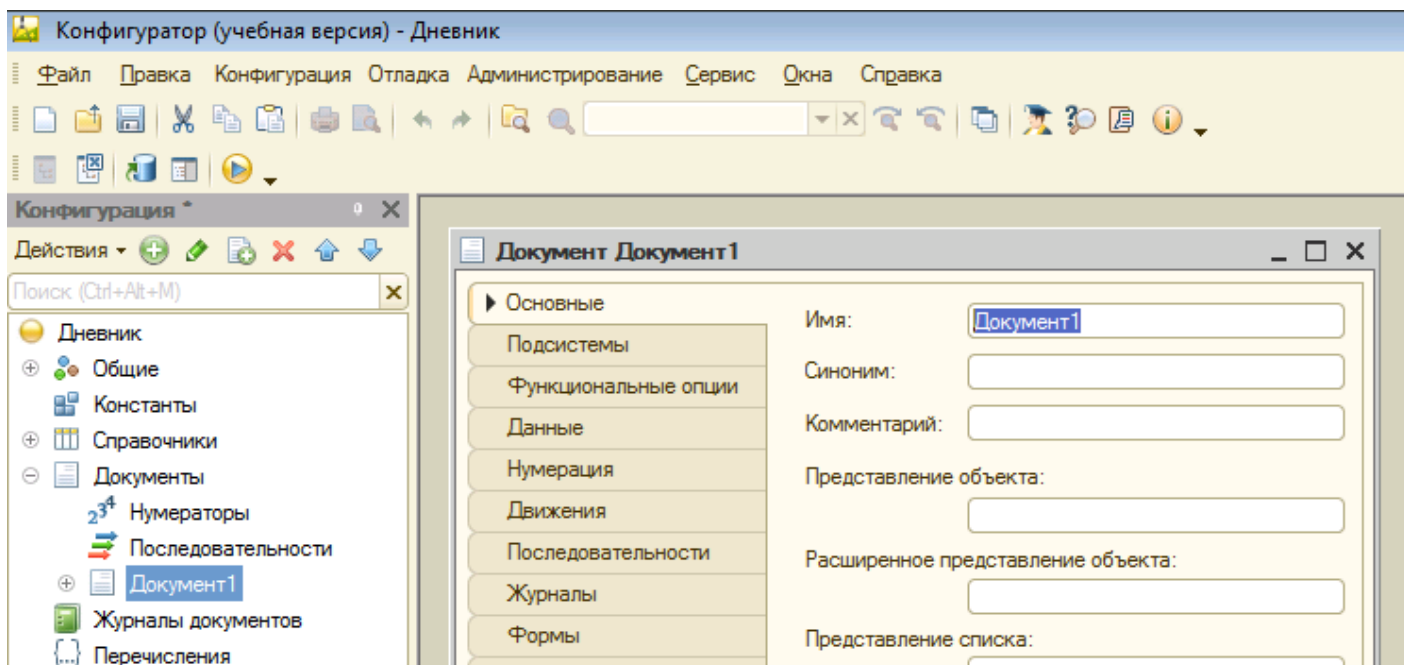 Конфигуратор (учебная версия) - Дневник
Файл Правка Конфигурация Отладка Администрирование Сервис Окна Справка
Конфигурация *
Действия
Поиск (Ctrl+Alt+M)
Дневник
Общие
Константы
Справочники
Документы
Нумераторы
Последовательности
Документ1
Журналы документов
Перечисления
Документ Документ1
Основные
Подсистемы
Функциональные опции
Данные
Нумерация
Движения
Последовательности
Журналы
Формы
Имя: Документ1
Синоним:
Комментарий:
Представление объекта:
Расширенное представление объекта:
Представление списка: